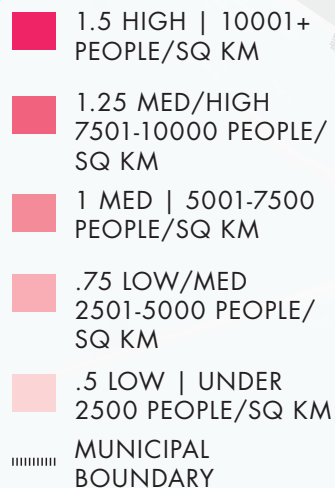 1.5 HIGH | 10001+
PEOPLE/SQ KM
1.25 MED/HIGH
7501-10000 PEOPLE/
SQ KM
1 MED | 5001-7500
PEOPLE/SQ KM
.75 LOW/MED
2501-5000 PEOPLE/
SQ KM
.5 LOW | UNDER
2500 PEOPLE/SQ KM
MUNICIPAL
BOUNDARY